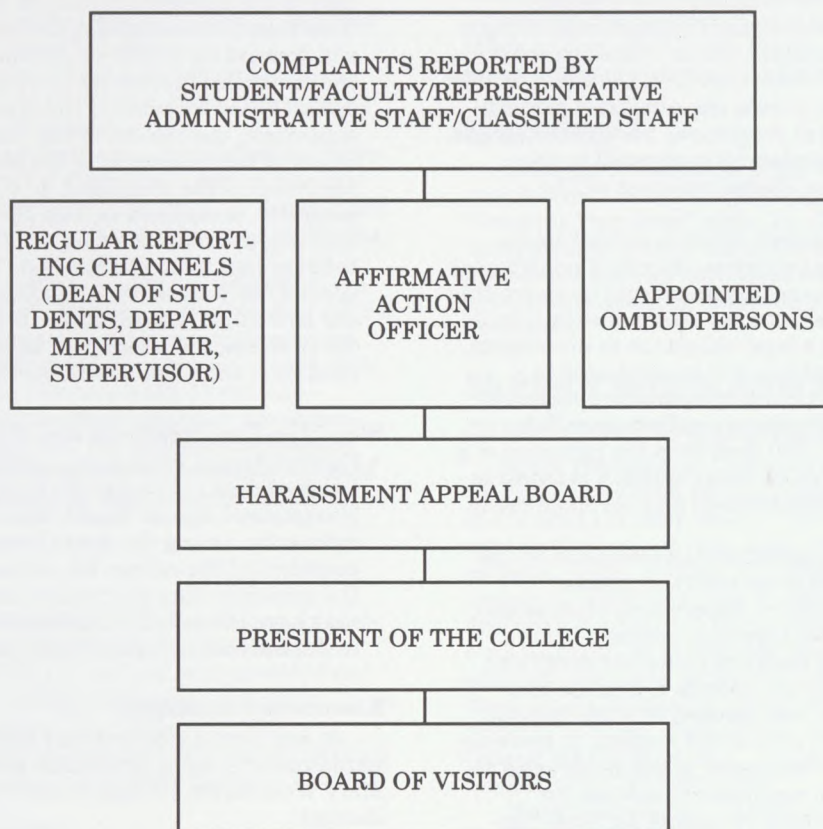 COMPLAINTS REPORTED BY
STUDENT/FACULTY/REPRESENTATIVE
ADMINISTRATIVE STAFF/CLASSIFIED STAFF
REGULAR REPORT-
ING CHANNELS
(DEAN OF STU-
DENTS, DEPART-
MENT CHAIR,
SUPERVISOR)
AFFIRMATIVE
ACTION
OFFICER
APPOINTED
OMBUDPERSONS
HARASSMENT APPEAL BOARD
PRESIDENT OF THE COLLEGE
BOARD OF VISITORS